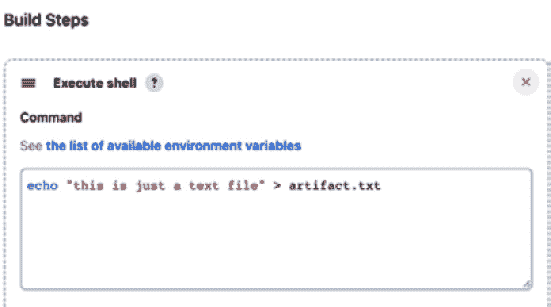 Build Steps
Execute shell ?
Command
See the list of available environment variables
echo "this is just a text file" > artifact.txt